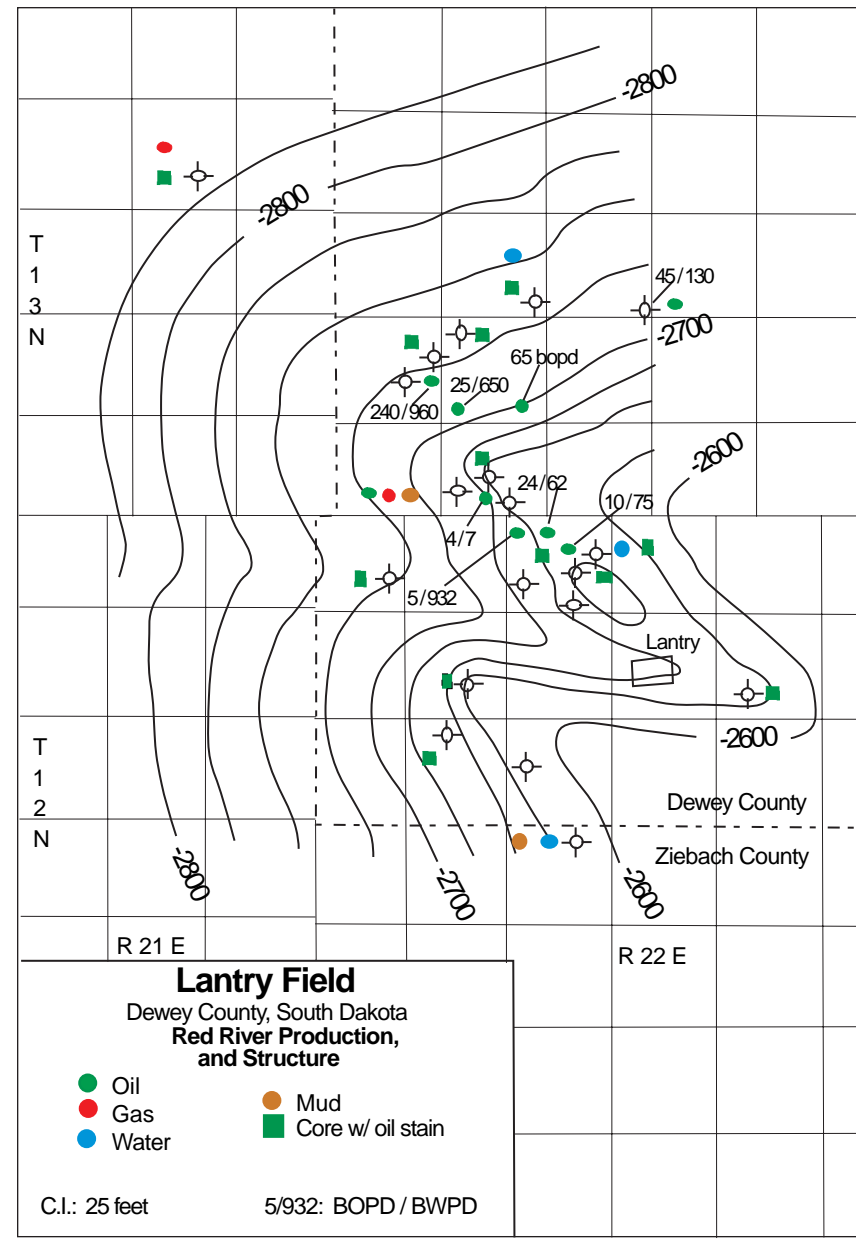 -2800
-2800
T
1
3
N
45/130
-2700
65 bopd
25/650
240/960
-2600
24/62
10/75
4/7
5/932
Lantry
-2600
T
1
2
N
Dewey County
Ziebach County
-2800
-2700
-2600
R 21 E
R 22 E
Lantry Field
Dewey County, South Dakota
Red River Production,
and Structure
Oil
Gas
Water
Mud
Core w/ oil stain
C.I.: 25 feet
5/932: BOPD / BWPD